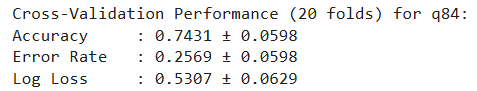 Cross-Validation Performance (20 folds) for q84:
Accuracy     : 0.7431 ± 0.0598
Error Rate   : 0.2569 ± 0.0598
Log Loss     : 0.5307 ± 0.0629